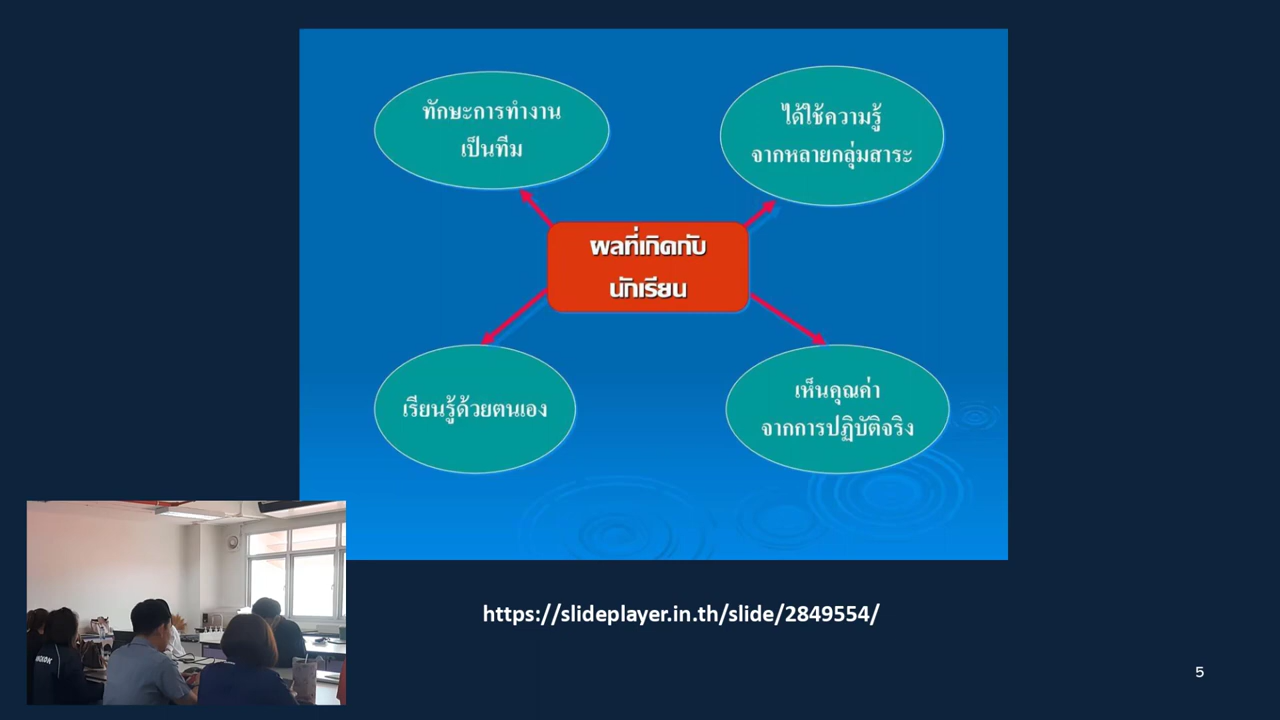 ทักษะการทำงาน
เป็นทีม
ได้ใช้ความรู้
จากหลายกลุ่มสาระ
ผลที่เกิดกับ
นักเรียน
เรียนรู้ด้วยตนเอง
เห็นคุณค่า
จากการปฏิบัติจริง
https://slideplayer.in.th/slide/2849554/
5